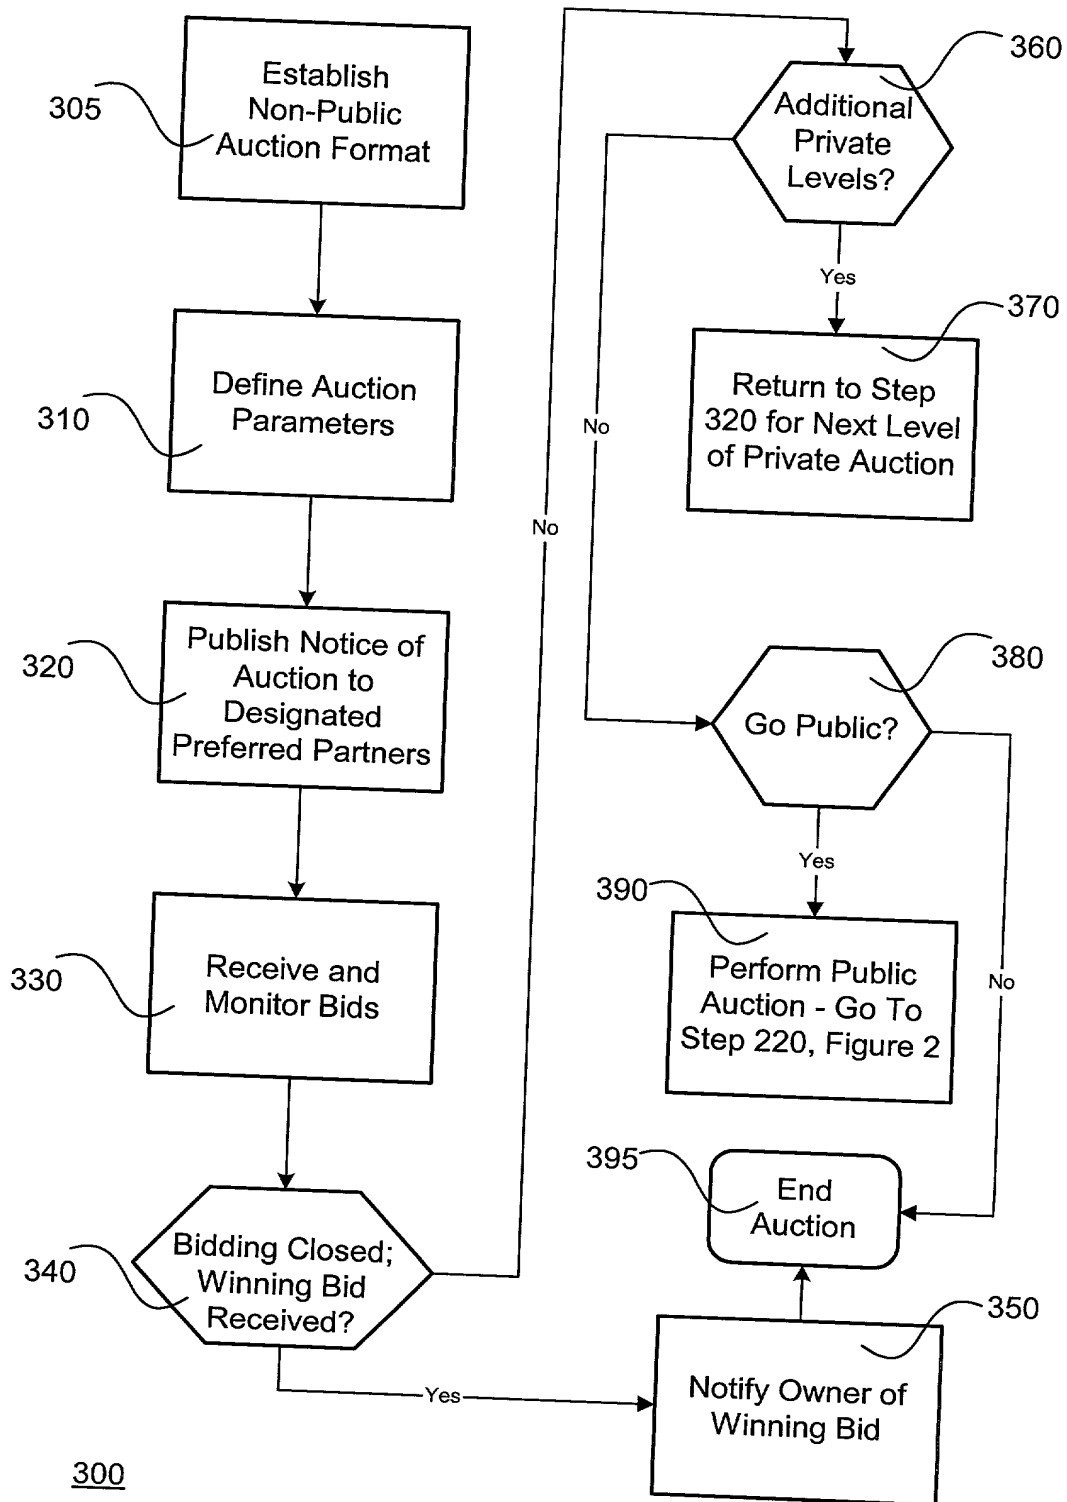 305
Establish
Non-Public
Auction Format
310
Define Auction
Parameters
320
Publish Notice of
Auction to
Designated
Preferred Partners
330
Receive and
Monitor Bids
340
Bidding Closed;
Winning Bid
Received?
No
Yes
360
Additional
Private
Levels?
Yes
No
370
Return to Step
320 for Next Level
of Private Auction
380
Go Public?
Yes
No
390
Perform Public
Auction - Go To
Step 220, Figure 2
395
End
Auction
350
Notify Owner of
Winning Bid
300